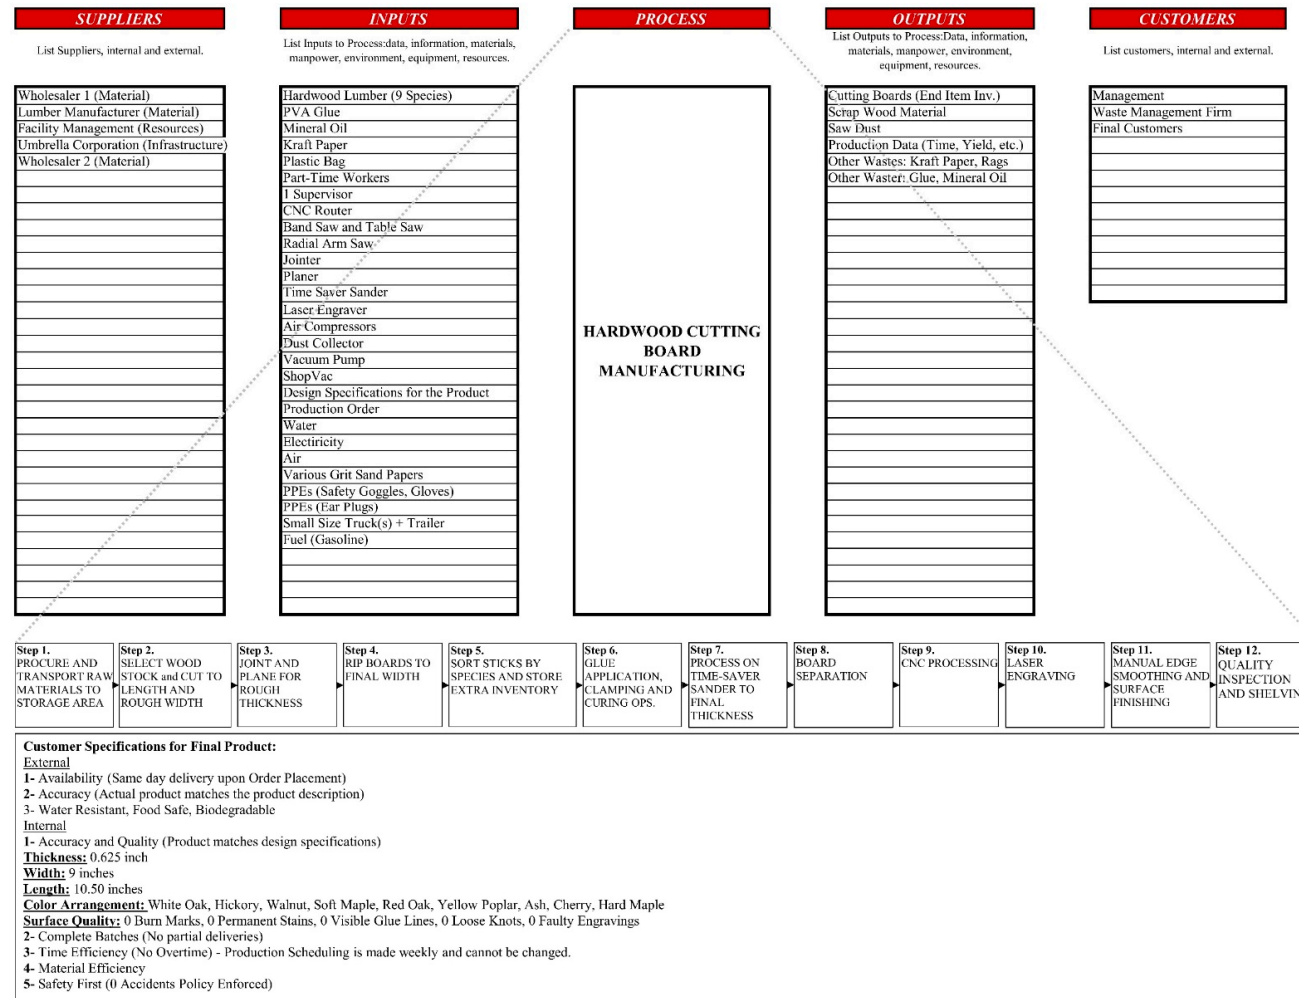 SUPPLIERS
List Suppliers, internal and external.
Wholesaler 1 (Material)
Lumber Manufacturer (Material)
Facility Management (Resources)
Umbrella Corporation (Infrastructure)
Wholesaler 2 (Material)
INPUTS
List Inputs to Process:data, information, materials,
manpower, environment, equipment, resources.
Hardwood Lumber (9 Species)
PVA Glue
Mineral Oil
Kraft Paper
Plastic Bag
Part-Time Workers
1 Supervisor
CNC Router
Band Saw and Table Saw
Radial Arm Saw
Jointer
Planer
Time Saver Sander
Laser Engraver
Air Compressors
Dust Collector
Vacuum Pump
ShopVac
Design Specifications for the Product
Production Order
Water
Electiricity
Air
Various Grit Sand Papers
PPEs (Safety Goggles, Gloves)
PPEs (Ear Plugs)
Small Size Truck(s) + Trailer
Fuel (Gasoline)
PROCESS
HARDWOOD CUTTING
BOARD
MANUFACTURING
OUTPUTS
List Outputs to Process:Data, information,
materials, manpower, environment,
equipment, resources.
Cutting Boards (End Item Inv.)
Scrap Wood Material
Saw Dust
Production Data (Time, Yield, etc.)
Other Wastes: Kraft Paper, Rags
Other Waster: Glue, Mineral Oil
CUSTOMERS
List customers, internal and external.
Management
Waste Management Firm
Final Customers
Step 1.
PROCURE AND
TRANSPORT RAW
MATERIALS TO
STORAGE AREA
Step 2.
SELECT WOOD
STOCK and CUT TO
LENGTH AND
ROUGH WIDTH
Step 3.
JOINT AND
PLANE FOR
ROUGH
THICKNESS
Step 4.
RIP BOARDS TO
FINAL WIDTH
Step 5.
SORT STICKS BY
SPECIES AND STORE
EXTRA INVENTORY
Step 6.
GLUE
APPLICATION,
CLAMPING AND
CURING OPS.
Step 7.
PROCESS ON
TIME-SAVER
SANDER TO
FINAL
THICKNESS
Step 8.
BOARD
SEPARATION
Step 9.
CNC PROCESSING
Step 10.
LASER
ENGRAVING
Step 11.
MANUAL EDGE
SMOOTHING AND
SURFACE
FINISHING
Step 12.
QUALITY
INSPECTION
AND SHELVIN
Customer Specifications for Final Product:
External
1- Availability (Same day delivery upon Order Placement)
2- Accuracy (Actual product matches the product description)
3- Water Resistant, Food Safe, Biodegradable
Internal
1- Accuracy and Quality (Product matches design specifications)
Thickness: 0.625 inch
Width: 9 inches
Length: 10.50 inches
Color Arrangement: White Oak, Hickory, Walnut, Soft Maple, Red Oak, Yellow Poplar, Ash, Cherry, Hard Maple
Surface Quality: 0 Burn Marks, 0 Permanent Stains, 0 Visible Glue Lines, 0 Loose Knots, 0 Faulty Engravings
2- Complete Batches (No partial deliveries)
3- Time Efficiency (No Overtime) - Production Scheduling is made weekly and cannot be changed.
4- Material Efficiency
5- Safety First (0 Accidents Policy Enforced)